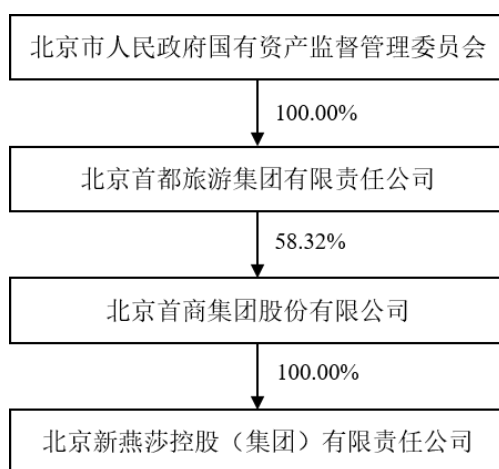 北京市人民政府国有资产监督管理委员会
100.00%
北京首都旅游集团有限责任公司
58.32%
北京首商集团股份有限公司
100.00%
北京新燕莎控股（集团）有限责任公司